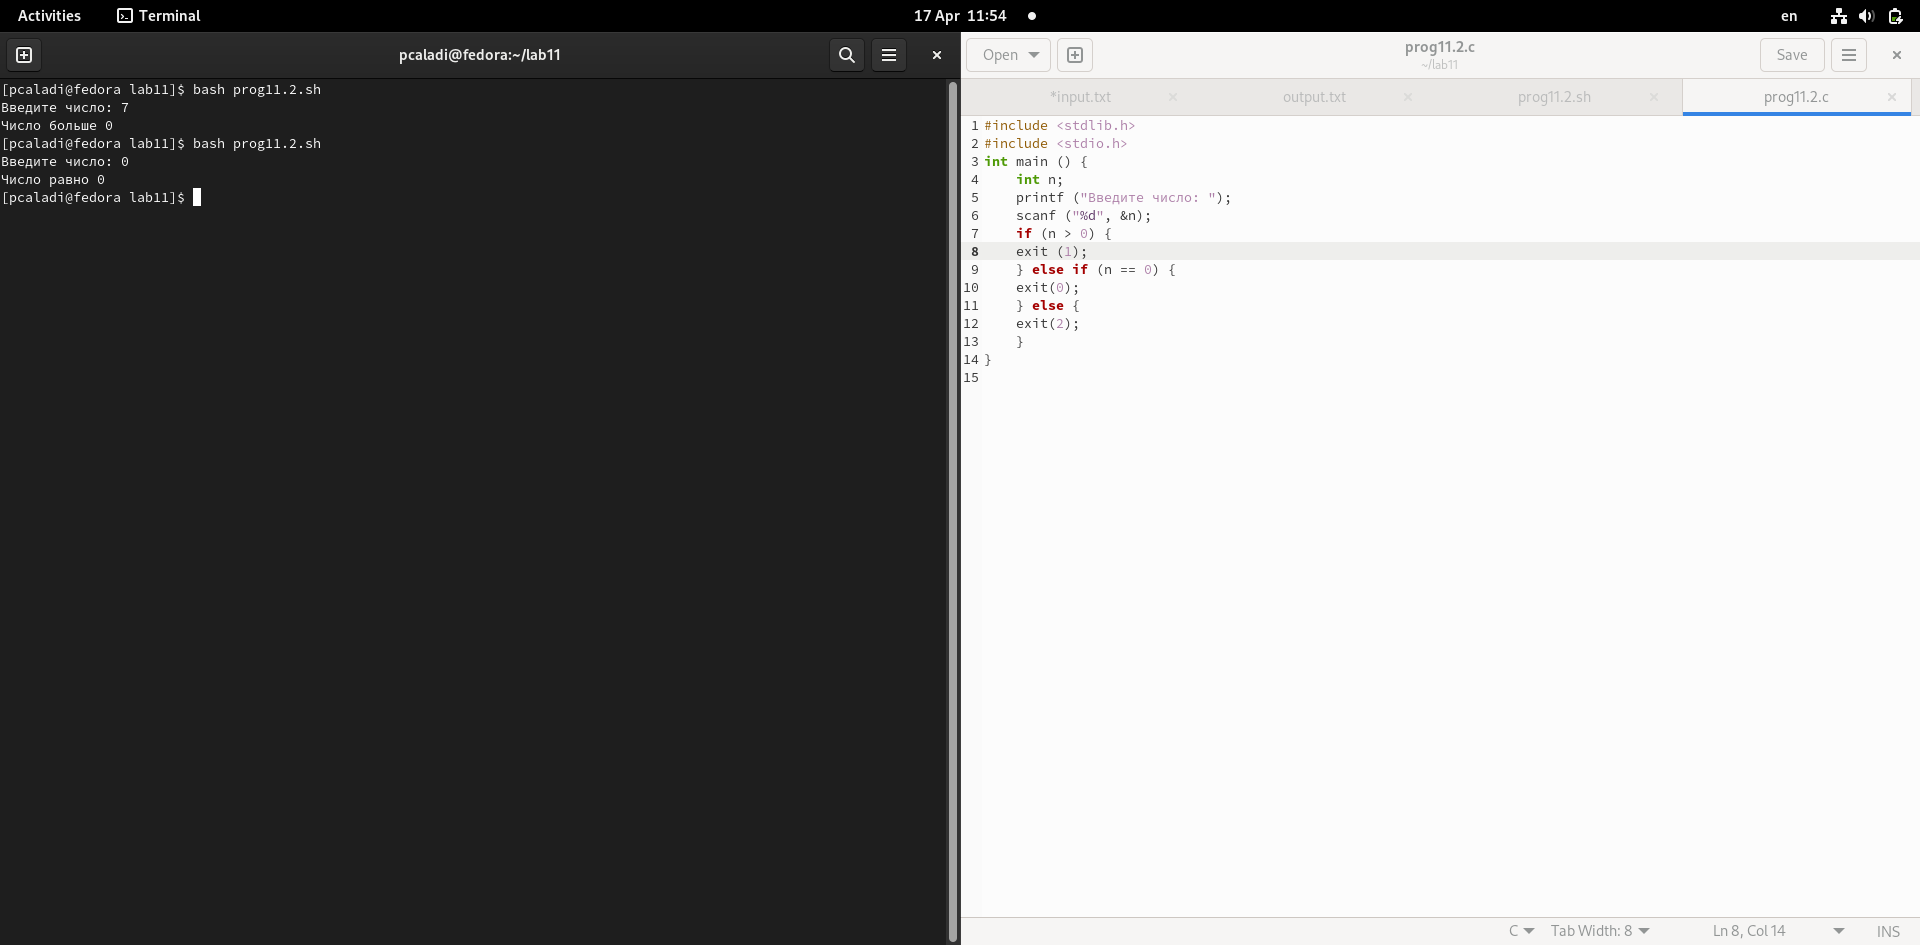 Activities Terminal 17 Apr 11:54 en
pcaladi@fedora:~/lab11
[pcaladi@fedora lab11]$ bash prog11.2.sh
Введите число: 7
Число больше 0
[pcaladi@fedora lab11]$ bash prog11.2.sh
Введите число: 0
Число равно 0
[pcaladi@fedora lab11]$
Open prog11.2.c Save
~/lab11
*input.txt output.txt prog11.2.sh prog11.2.c
1 #include <stdlib.h>
2 #include <stdio.h>
3 int main () {
4     int n;
5     printf ("Введите число: ");
6     scanf ("%d", &n);
7     if (n > 0) {
8     exit (1);
9     } else if (n == 0) {
10     exit(0);
11     } else {
12     exit(2);
13     }
14 }
15
C Tab Width: 8 Ln 8, Col 14 INS